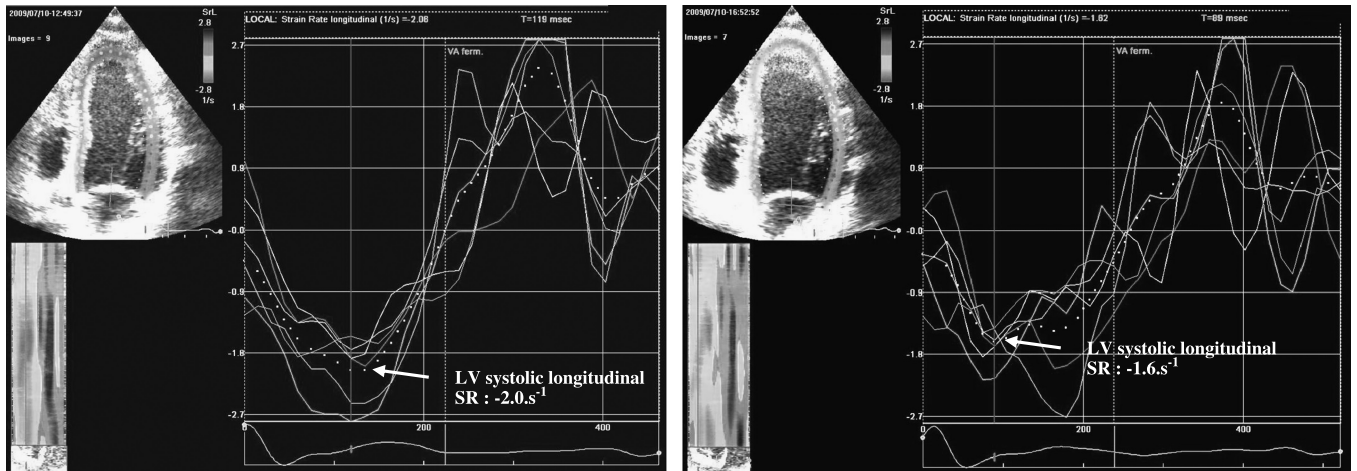 2009/07/10-12:49:37
SrL
2.8
Images = 9
-2.8
1/s
LOCAL: Strain Rate longitudinal (1/s) =-2.08
T=119 msec
2.7
VA ferm.
1.8
0.9
-0.0
-0.9
-1.8
-2.7
LV systolic longitudinal
SR : -2.0.s-1
200
400
2009/07/10-16:52:52
SrL
2.8
Images = 7
-2.8
1/s
LOCAL: Strain Rate longitudinal (1/s) =-1.62
T=89 msec
2.7
VA ferm.
1.8
0.9
-0.0
-0.9
-1.8
-2.7
LV systolic longitudinal
SR : -1.6.s-1
200
400